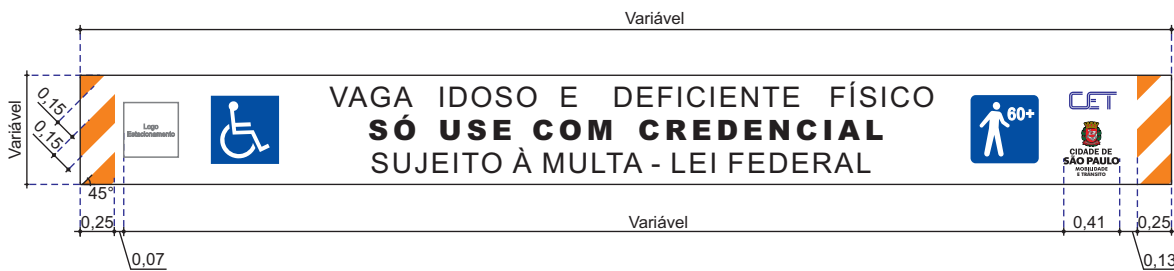 Variável
Variável
0,15
0,15
45°
Logo
Estacionamento
VAGA IDOSO E DEFICIENTE FÍSICO
SÓ USE COM CREDENCIAL
SUJEITO À MULTA - LEI FEDERAL
60+
CET
CIDADE DE
SÃO PAULO
MOBILIDADE
E TRÂNSITO
0,25
Variável
0,41
0,25
0,07
0,13